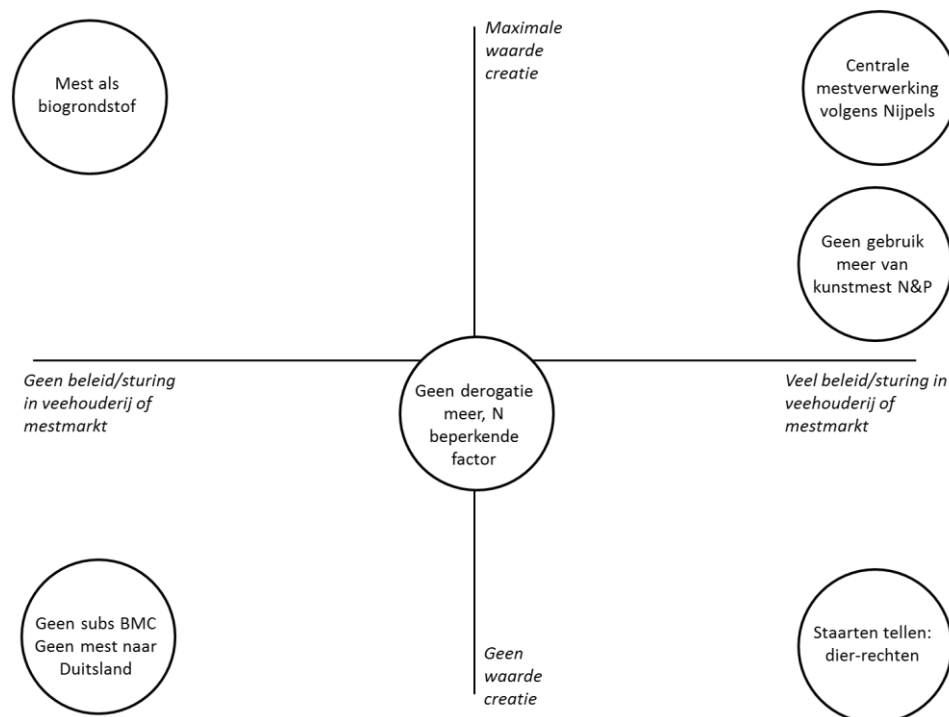 Maximale
waarde
creatie
Mest als
biogrondstof
Centrale
mestverwerking
volgens Nijpels
Geen gebruik
meer van
kunstmest N&P
Geen beleid/sturing
in veehouderij of
mestmarkt
Geen derogatie
meer, N
beperkende
factor
Veel beleid/sturing in
veehouderij of
mestmarkt
Geen subs BMC
Geen mest naar
Duitsland
Geen
waarde
creatie
Staarten tellen:
dier-rechten